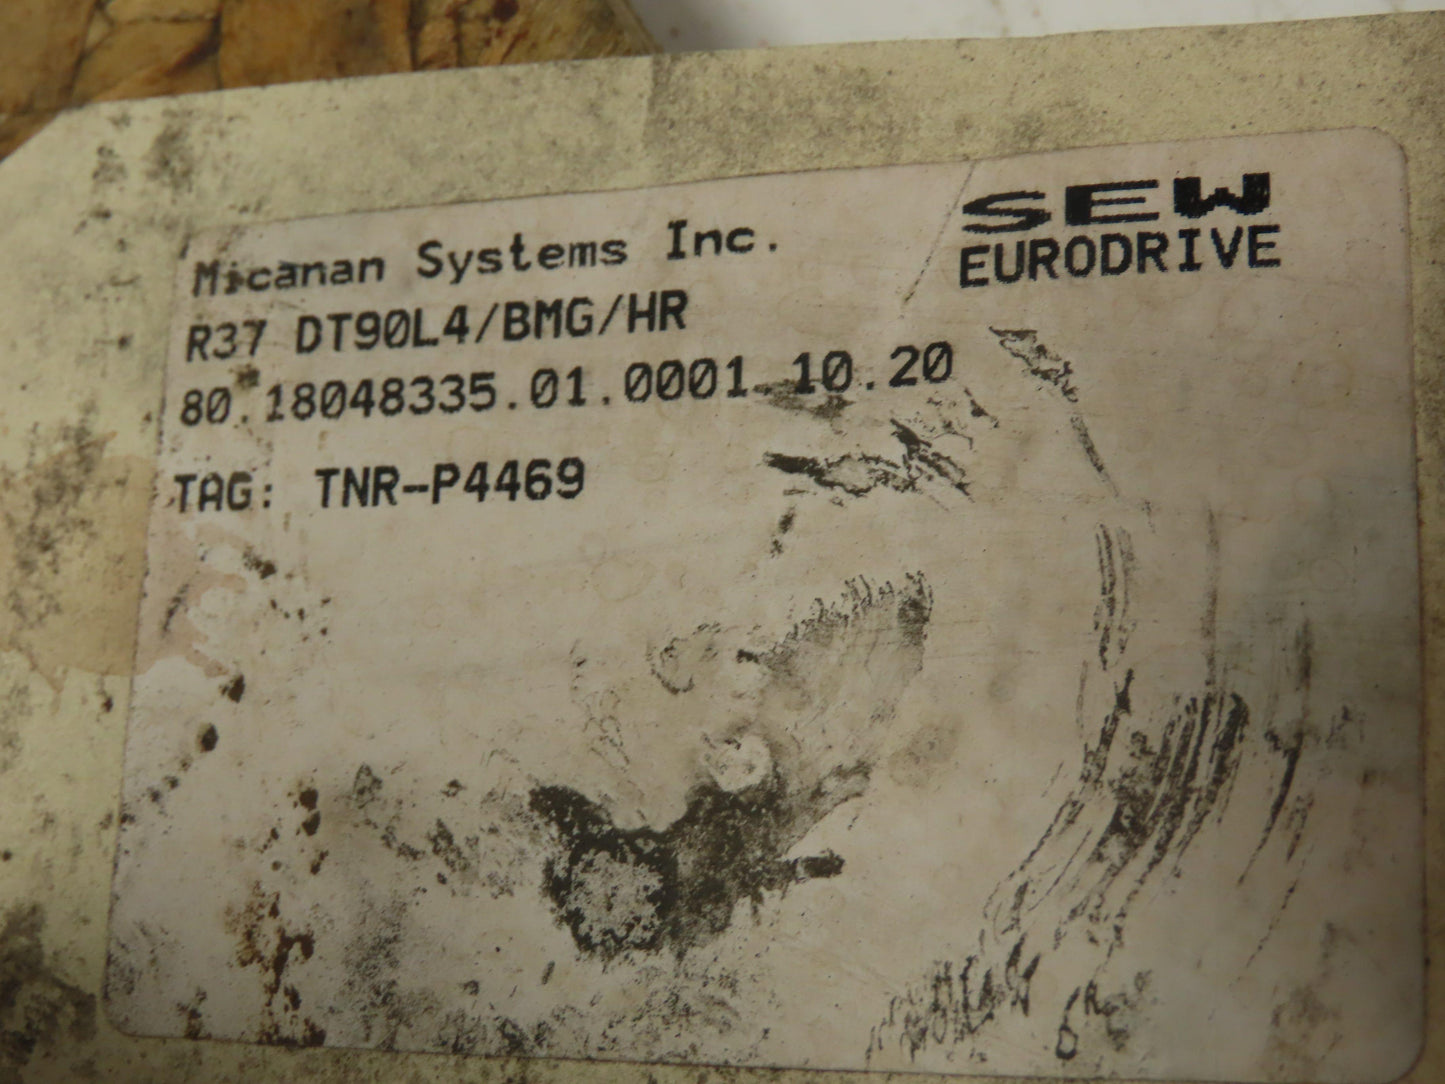 SEW
EURODRIVE
Micanan Systems Inc.
R37 DT90L4/BMG/HR
80.18048335.01.0001.10.20
TAG: TNR-P4469